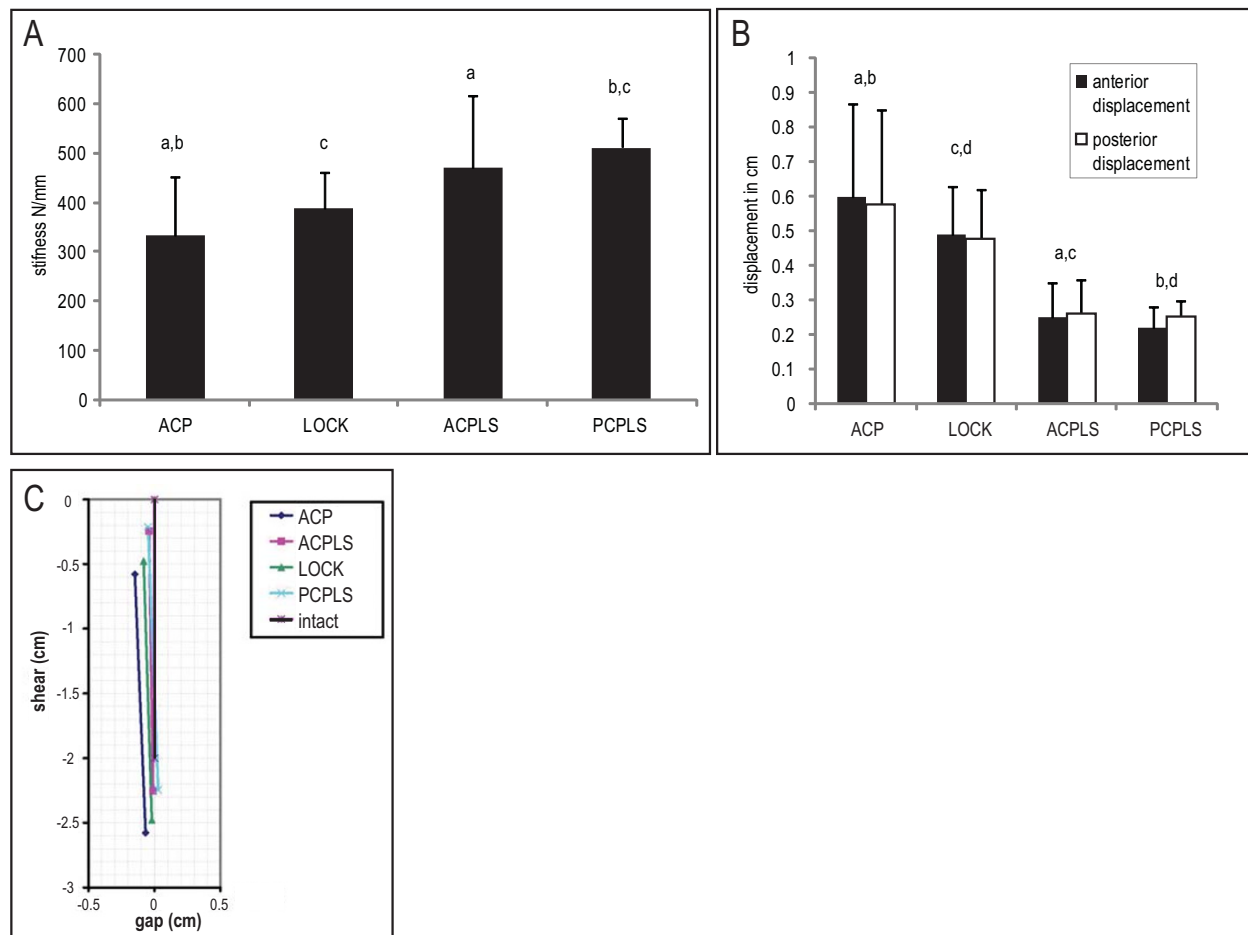 A
stifness N/mm
700
600
500
400
300
200
100
0
a,b
c
a
b,c
ACP
LOCK
ACPLS
PCPLS
B
displacement in cm
1
0.9
0.8
0.7
0.6
0.5
0.4
0.3
0.2
0.1
0
a,b
c,d
a,c
b,d
anterior
displacement
posterior
displacement
ACP
LOCK
ACPLS
PCPLS
C
shear (cm)
0
-0.5
-1
-1.5
-2
-2.5
-3
-0.5
0
0.5
gap (cm)
ACP
ACPLS
LOCK
PCPLS
intact